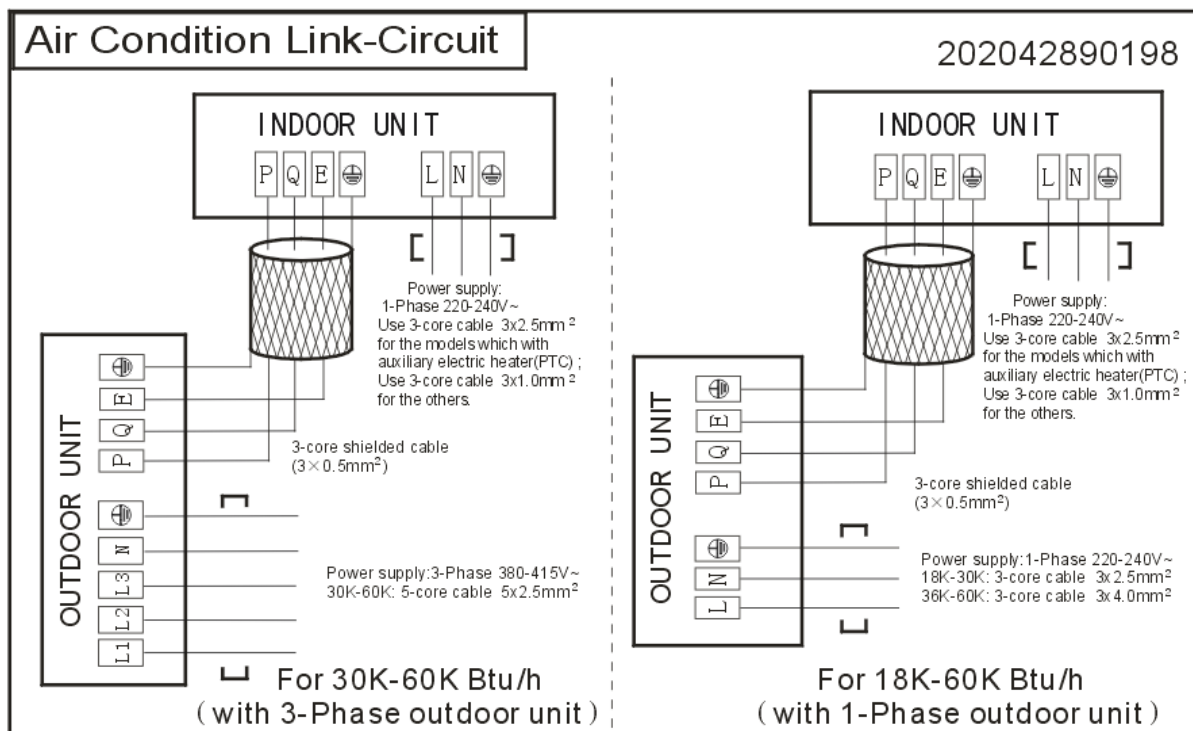 Air Condition Link-Circuit
202042890198
INDOOR UNIT
P Q E L N
Power supply:
1-Phase 220-240V~
Use 3-core cable 3x2.5mm²
for the models which with
auxiliary electric heater(PTC) ;
Use 3-core cable 3x1.0mm²
for the others.
OUTDOOR UNIT
E
Q
P
N
L3
L2
L1
3-core shielded cable
(3×0.5mm²)
Power supply:3-Phase 380-415V~
30K-60K: 5-core cable 5x2.5mm²
For 30K-60K Btu/h
(with 3-Phase outdoor unit)
INDOOR UNIT
P Q E L N
Power supply:
1-Phase 220-240V~
Use 3-core cable 3x2.5mm²
for the models which with
auxiliary electric heater(PTC) ;
Use 3-core cable 3x1.0mm²
for the others.
OUTDOOR UNIT
E
Q
P
N
L
3-core shielded cable
(3×0.5mm²)
Power supply:1-Phase 220-240V~
18K-30K: 3-core cable 3x2.5mm²
36K-60K: 3-core cable 3x4.0mm²
For 18K-60K Btu/h
(with 1-Phase outdoor unit)